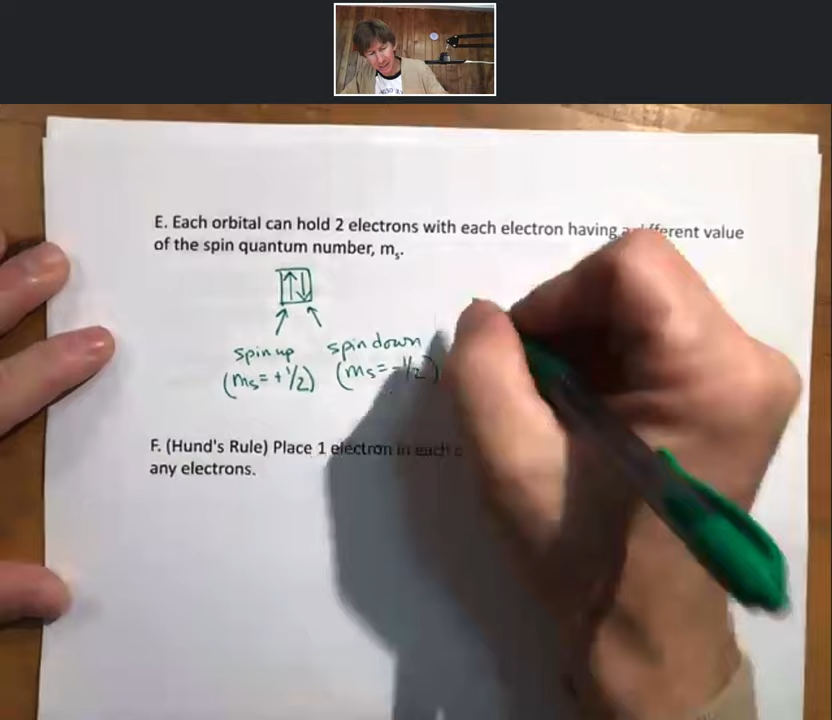 E. Each orbital can hold 2 electrons with each electron having a different value
of the spin quantum number, ms.
spin up spin down
(ms = +1/2) (ms = -1/2)
F. (Hund's Rule) Place 1 electron in each
any electrons.